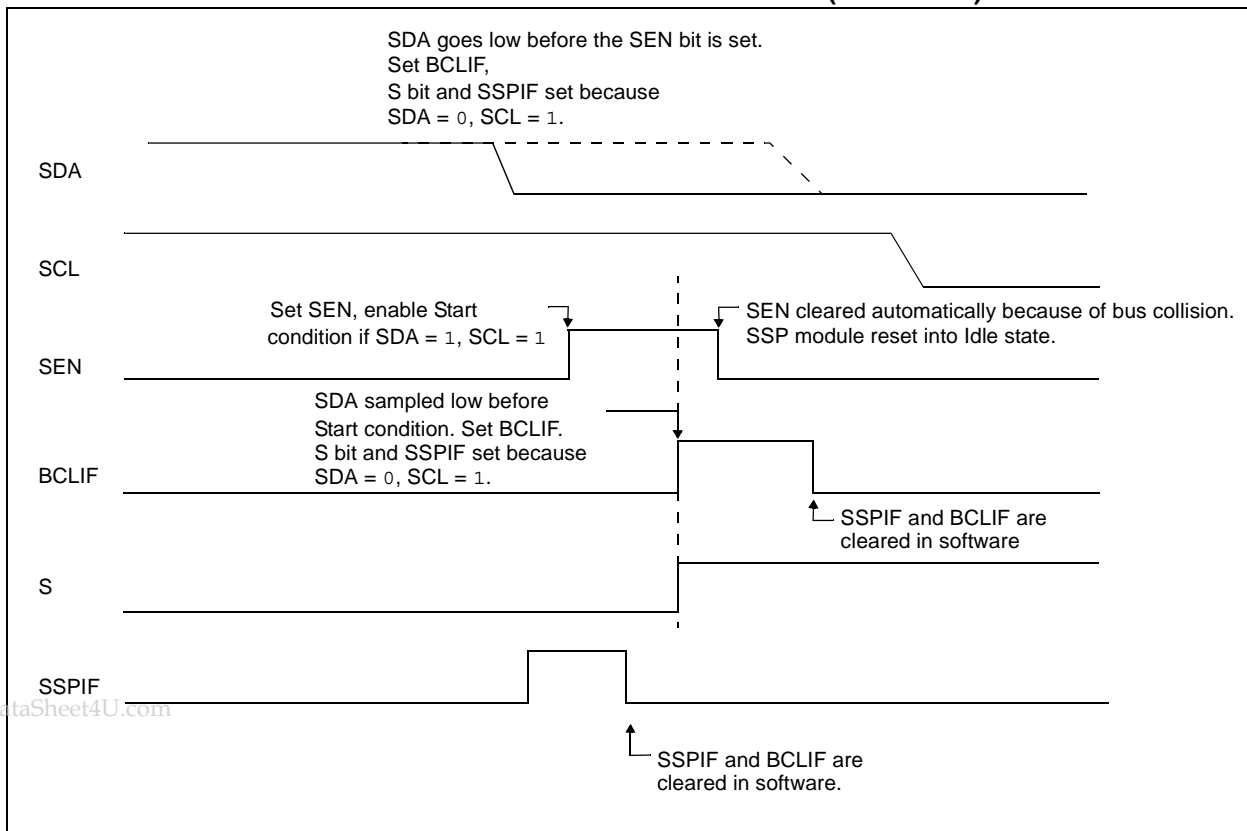 SDA goes low before the SEN bit is set.
Set BCLIF,
S bit and SSPIF set because
SDA = 0, SCL = 1.
SDA
SCL
Set SEN, enable Start
condition if SDA = 1, SCL = 1
SEN cleared automatically because of bus collision.
SSP module reset into Idle state.
SEN
SDA sampled low before
Start condition. Set BCLIF.
S bit and SSPIF set because
SDA = 0, SCL = 1.
BCLIF
SSPIF and BCLIF are
cleared in software
S
SSPIF
ataSheet4U.com
SSPIF and BCLIF are
cleared in software.